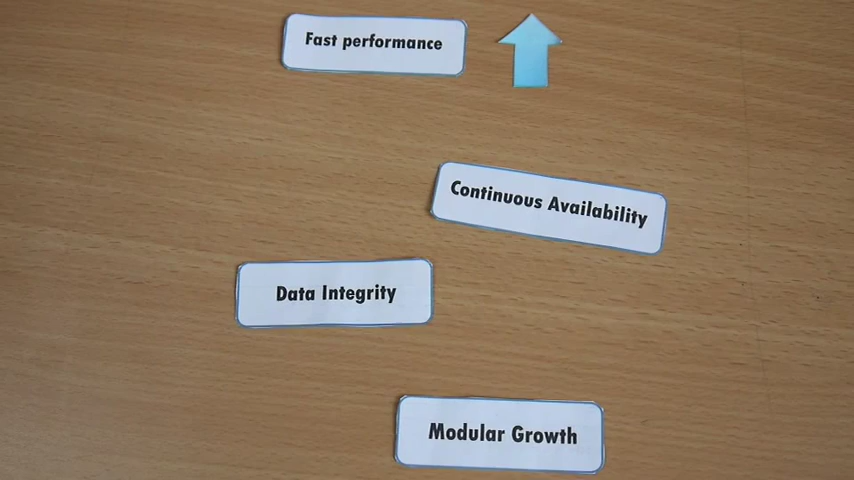 Fast performance
Continuous Availability
Data Integrity
Modular Growth